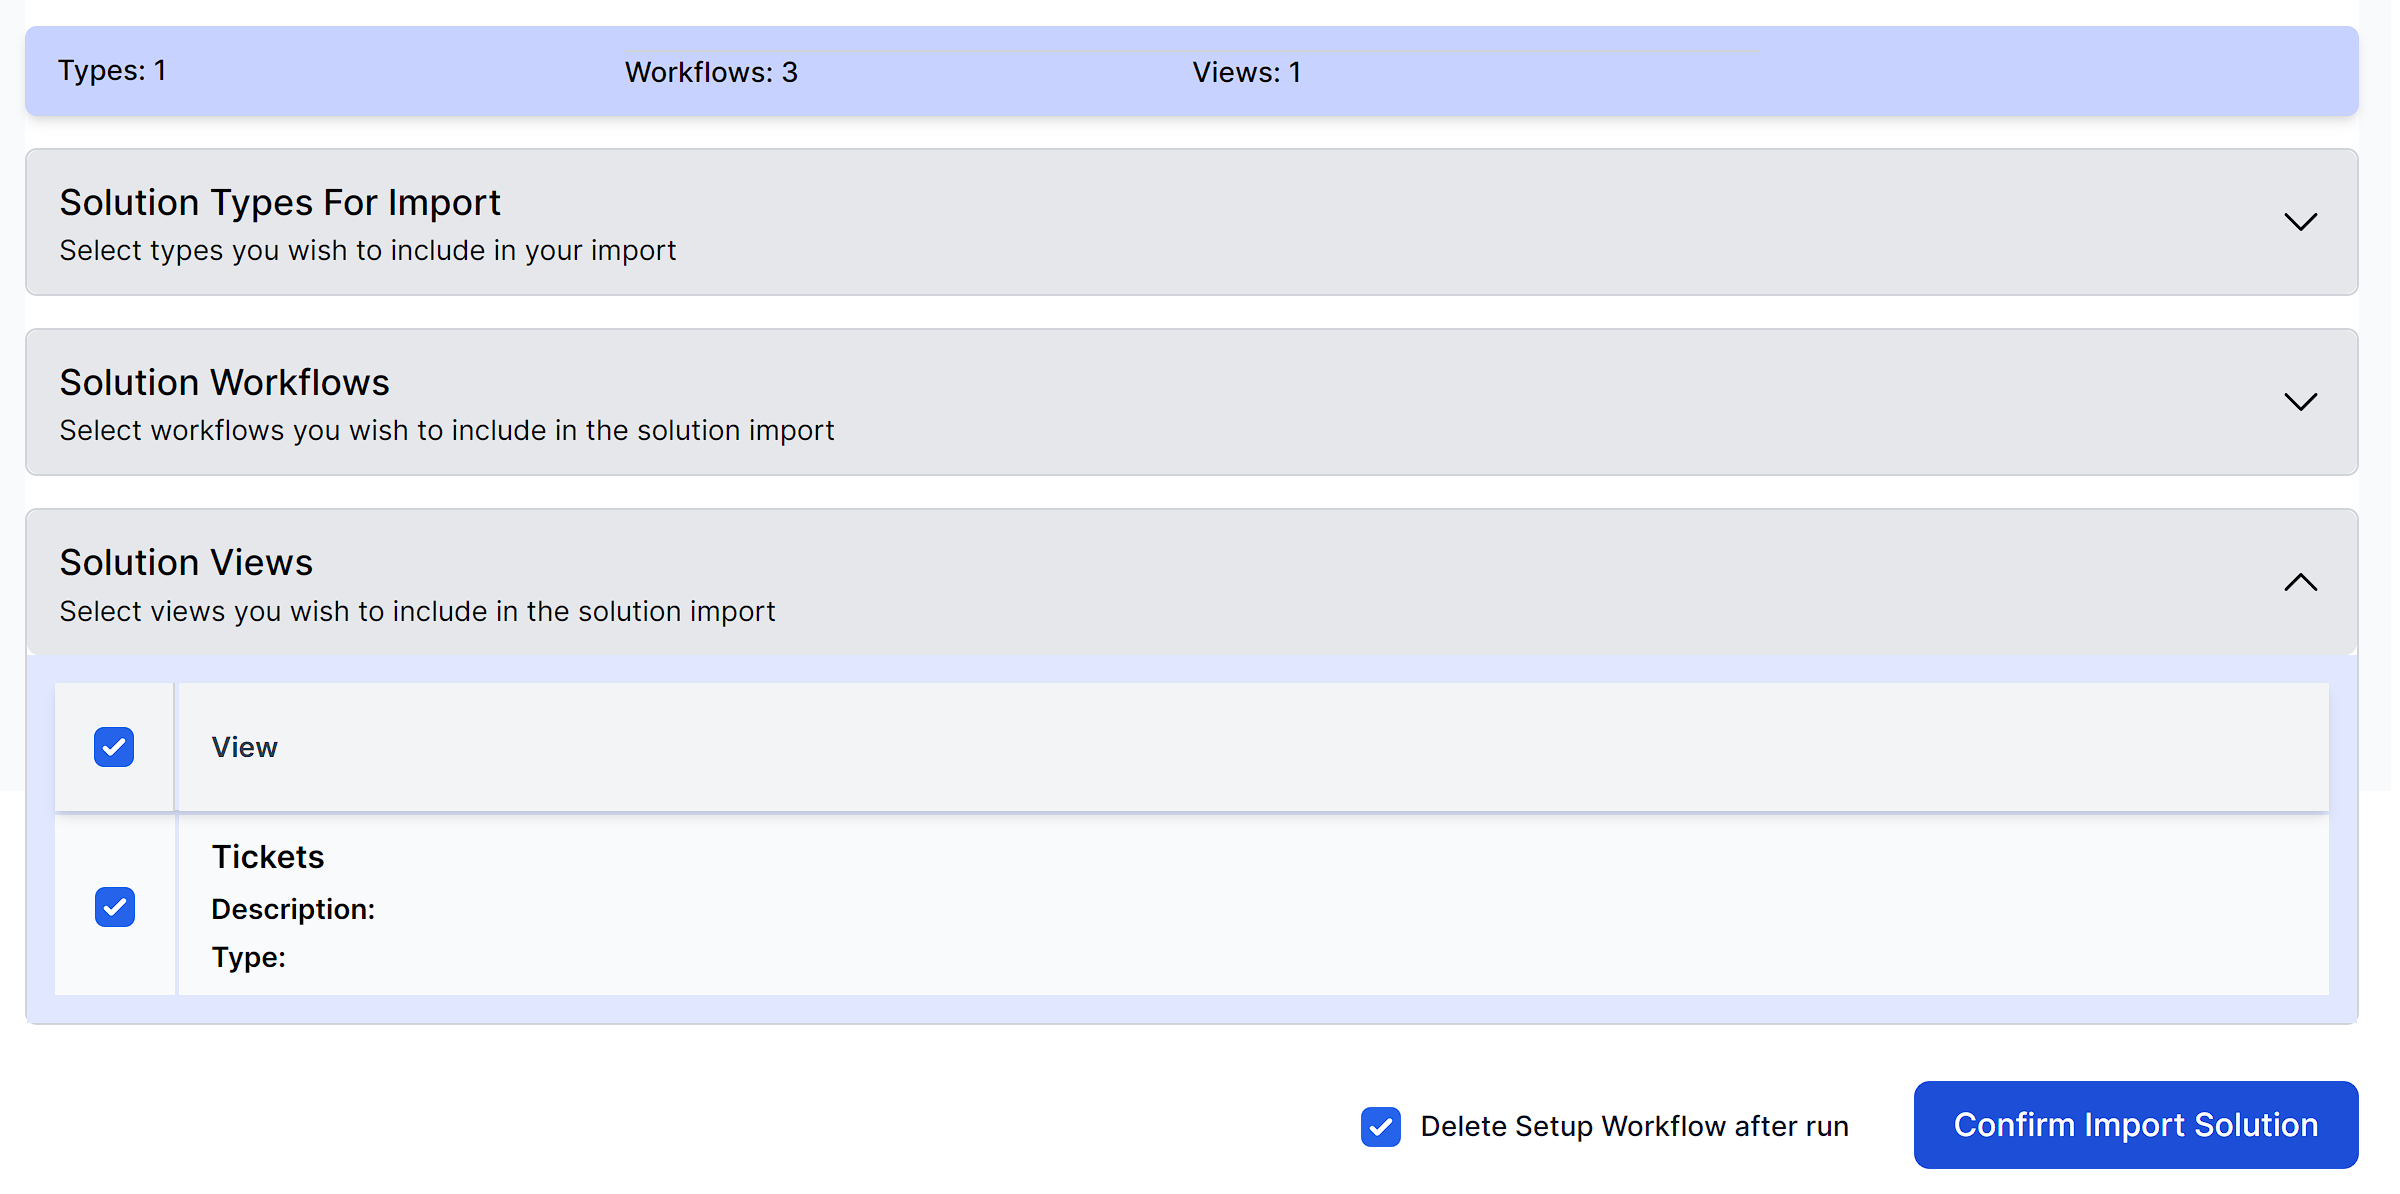 Types: 1
Workflows: 3
Views: 1
Solution Types For Import
Select types you wish to include in your import
Solution Workflows
Select workflows you wish to include in the solution import
Solution Views
Select views you wish to include in the solution import
View
Tickets
Description:
Type:
Delete Setup Workflow after run
Confirm Import Solution